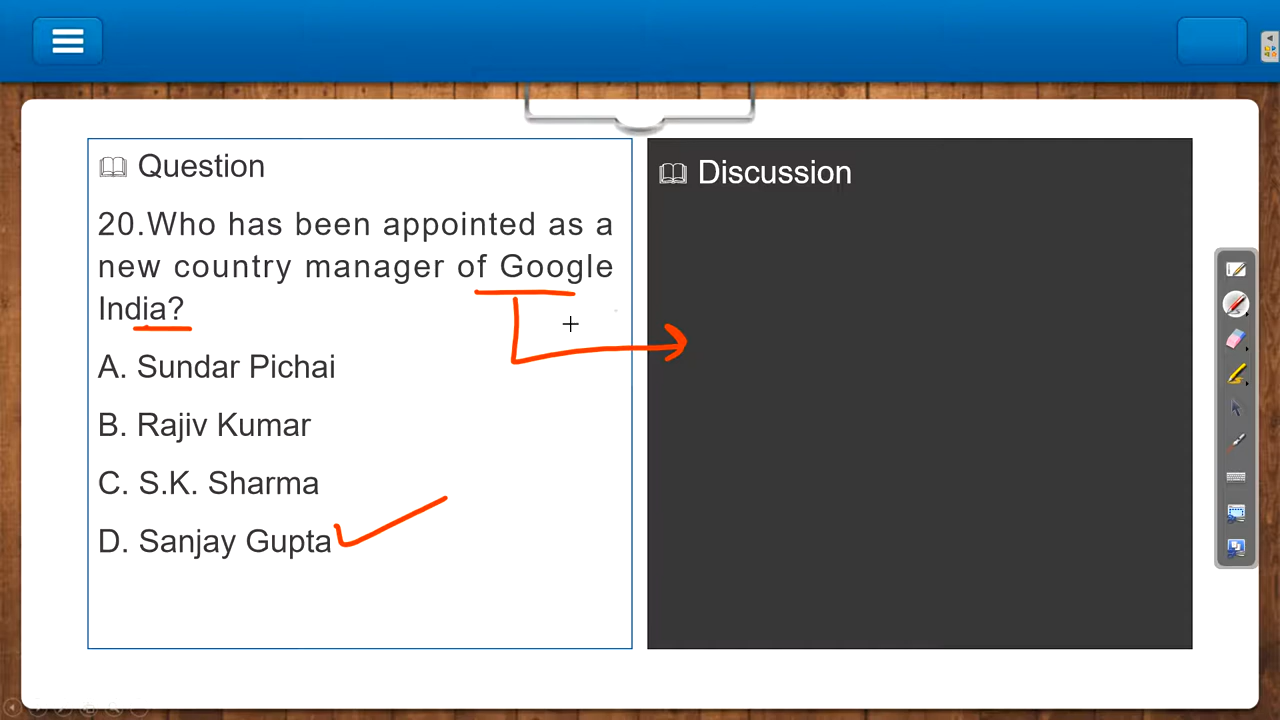 Question
20.Who has been appointed as a
new country manager of Google
India?
A. Sundar Pichai
B. Rajiv Kumar
C. S.K. Sharma
D. Sanjay Gupta
Discussion